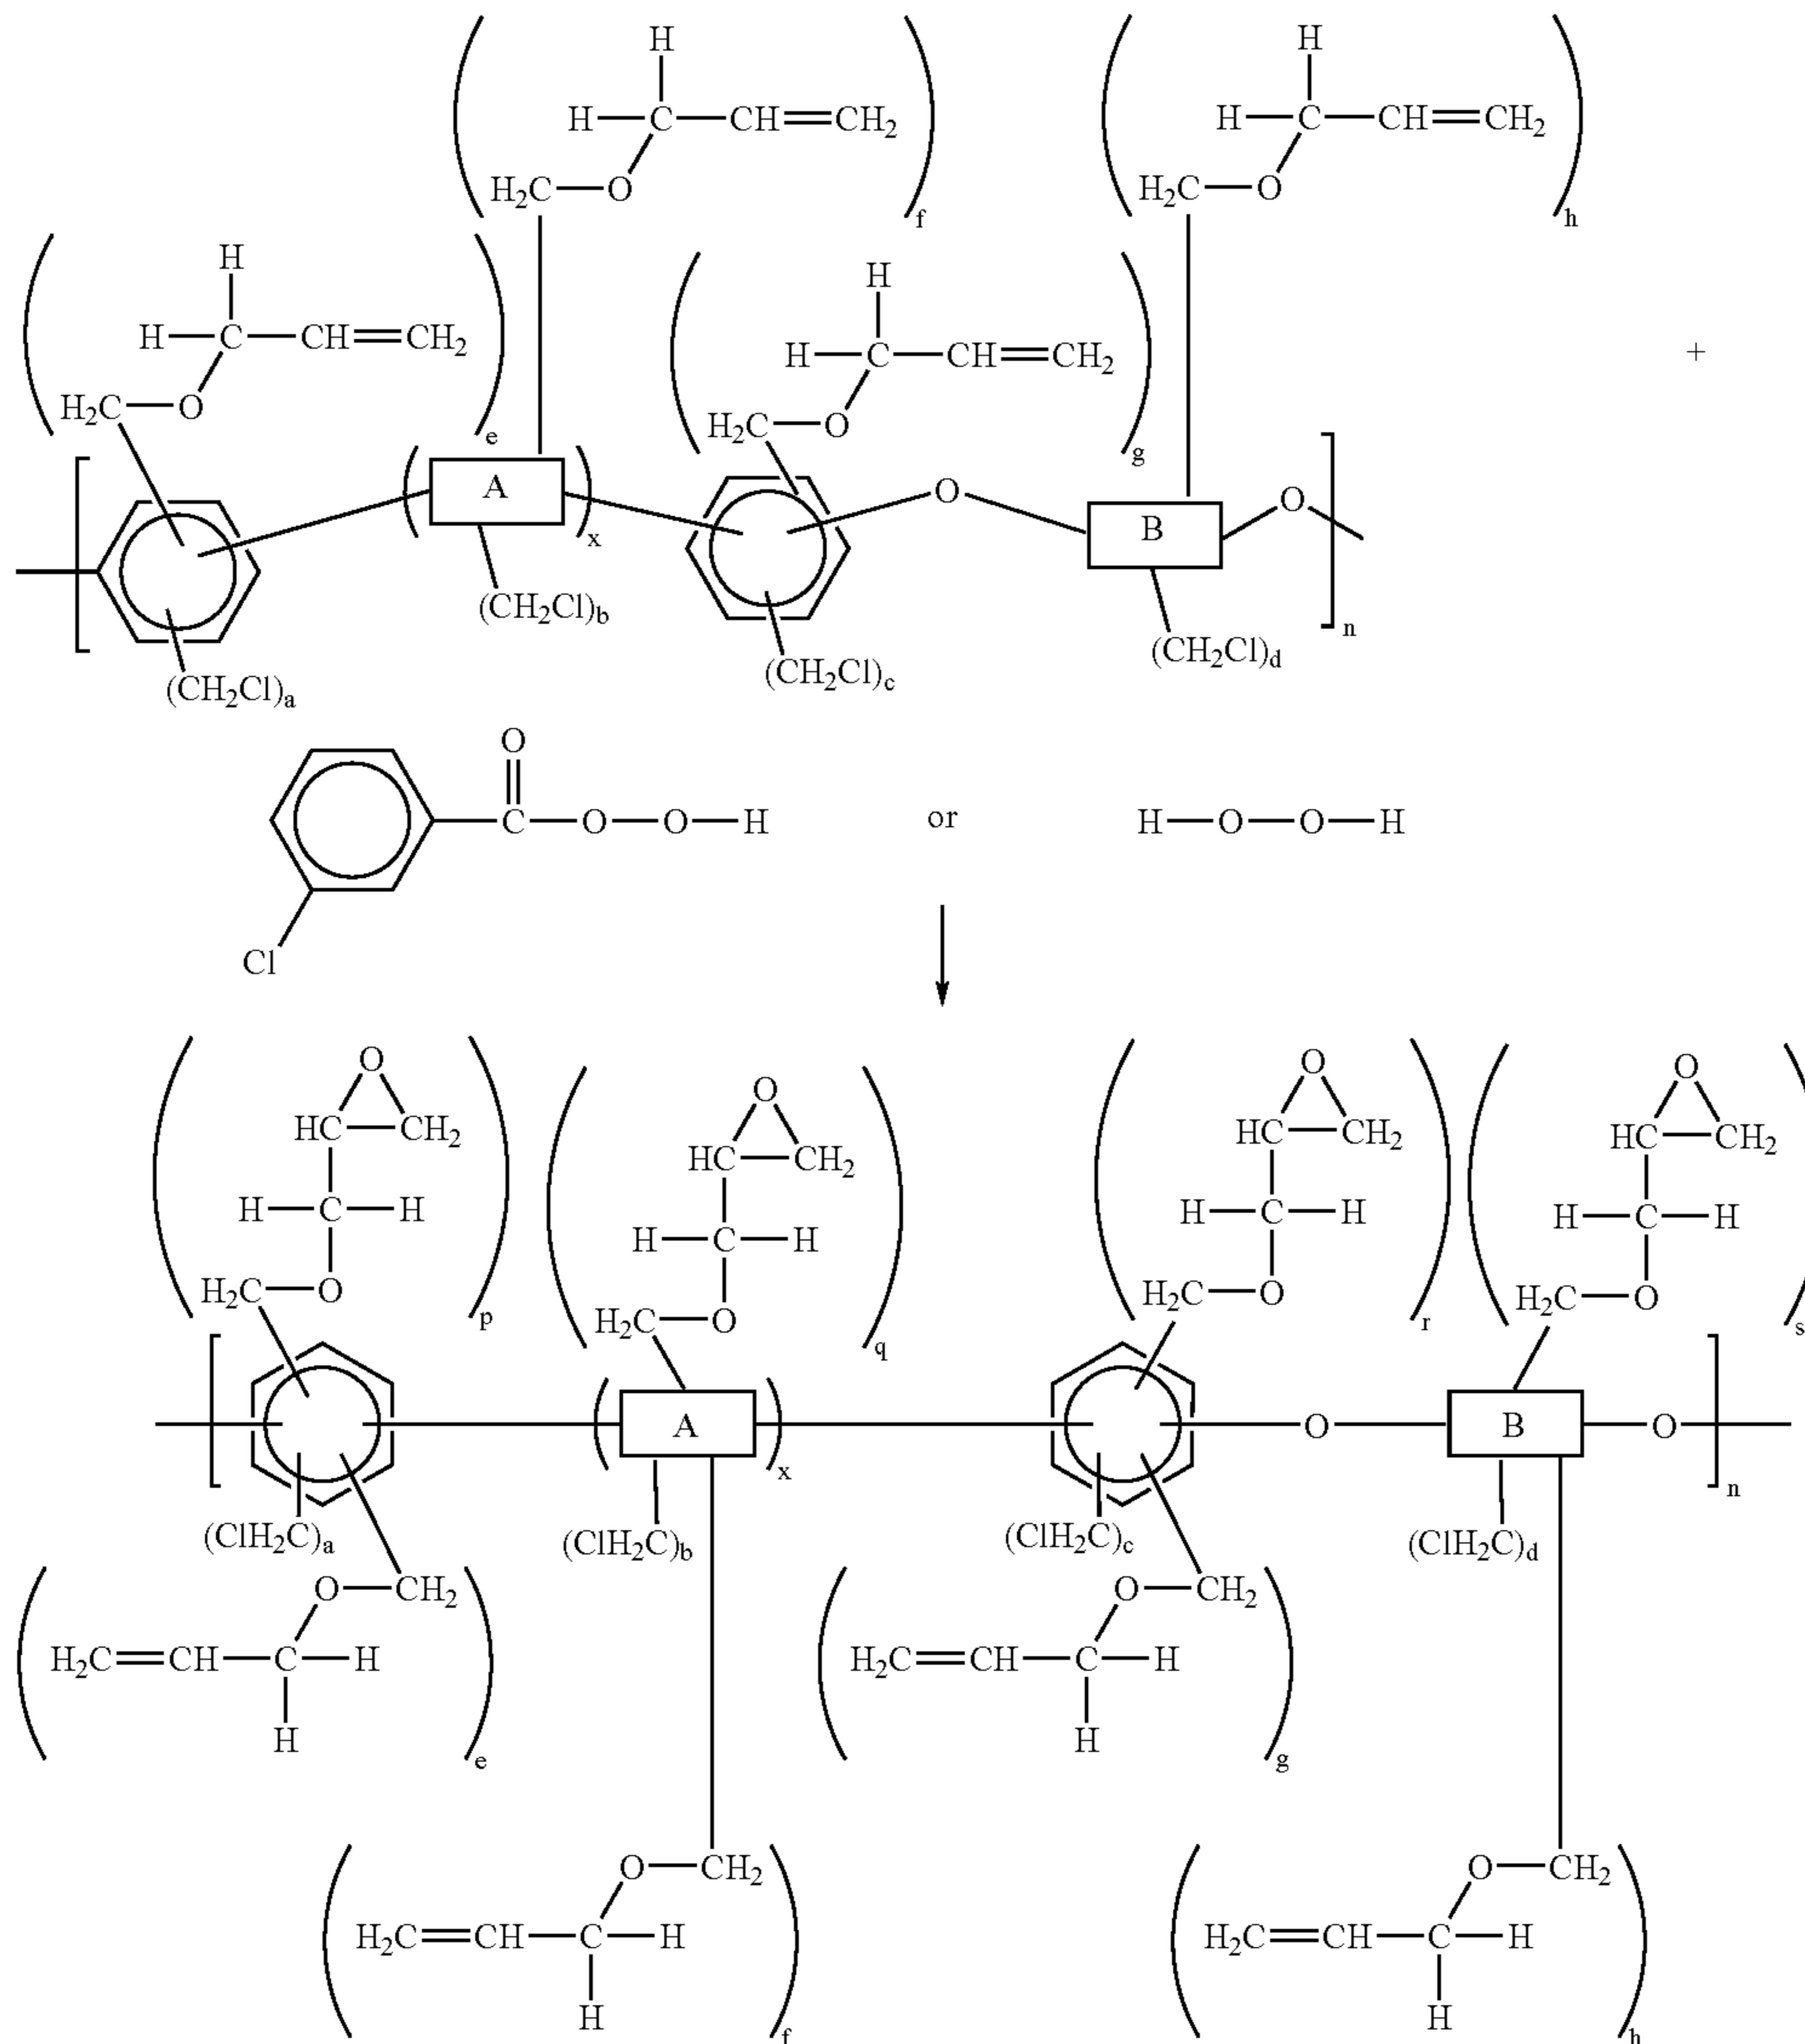 H
H—C—CH=CH₂
H₂C—O
f
H
H—C—CH=CH₂
H₂C—O
h
H
H—C—CH=CH₂
H₂C—O
e
H
H—C—CH=CH₂
H₂C—O
g
+
A
x
O
B
O
n
(CH₂Cl)a
(CH₂Cl)b
(CH₂Cl)c
(CH₂Cl)d
O
C—O—O—H
Cl
or
H—O—O—H
O
HC—CH₂
H—C—H
H₂C—O
p
O
HC—CH₂
H—C—H
H₂C—O
q
O
HC—CH₂
H—C—H
H₂C—O
r
O
HC—CH₂
H—C—H
H₂C—O
s
A
x
O
B
O
n
(ClH₂C)a
(ClH₂C)b
(ClH₂C)c
(ClH₂C)d
O—CH₂
H₂C=CH—C—H
H
e
O—CH₂
H₂C=CH—C—H
H
g
O—CH₂
H₂C=CH—C—H
H
f
O—CH₂
H₂C=CH—C—H
H
h